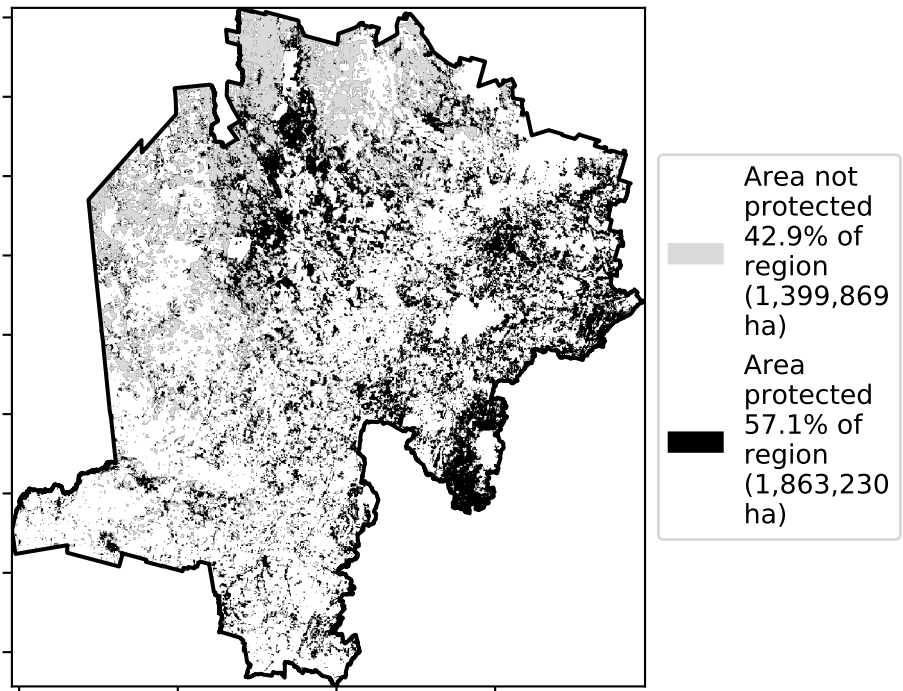 Area not
protected
42.9% of
region
(1,399,869
ha)
Area
protected
57.1% of
region
(1,863,230
ha)